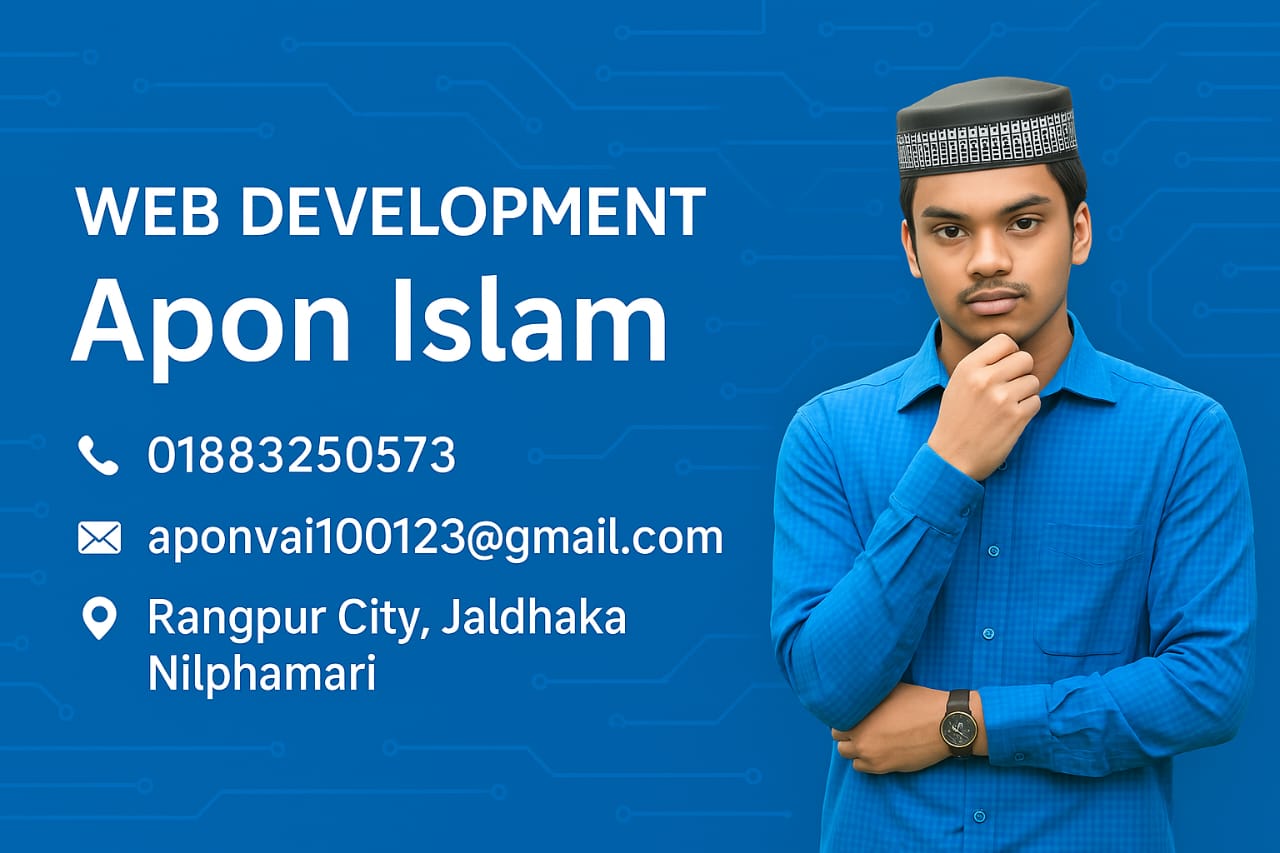 WEB DEVELOPMENT
Apon Islam
01883250573
aponvai100123@gmail.com
Rangpur City, Jaldhaka
Nilphamari